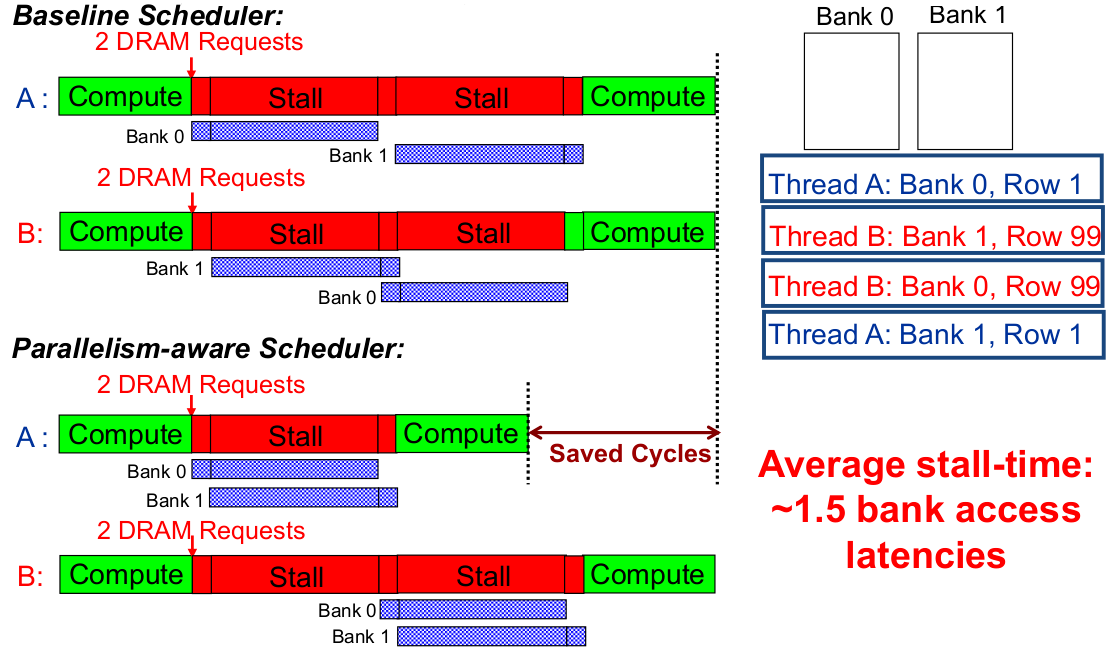 Baseline Scheduler:
2 DRAM Requests
A : Compute Stall Stall Compute
Bank 0
Bank 1
2 DRAM Requests
B: Compute Stall Stall Compute
Bank 1
Bank 0
Parallelism-aware Scheduler:
2 DRAM Requests
A : Compute Stall Compute
Saved Cycles
Bank 0
Bank 1
2 DRAM Requests
B: Compute Stall Stall Compute
Bank 0
Bank 1
Bank 0 Bank 1
Thread A: Bank 0, Row 1
Thread B: Bank 1, Row 99
Thread B: Bank 0, Row 99
Thread A: Bank 1, Row 1
Average stall-time:
~1.5 bank access
latencies